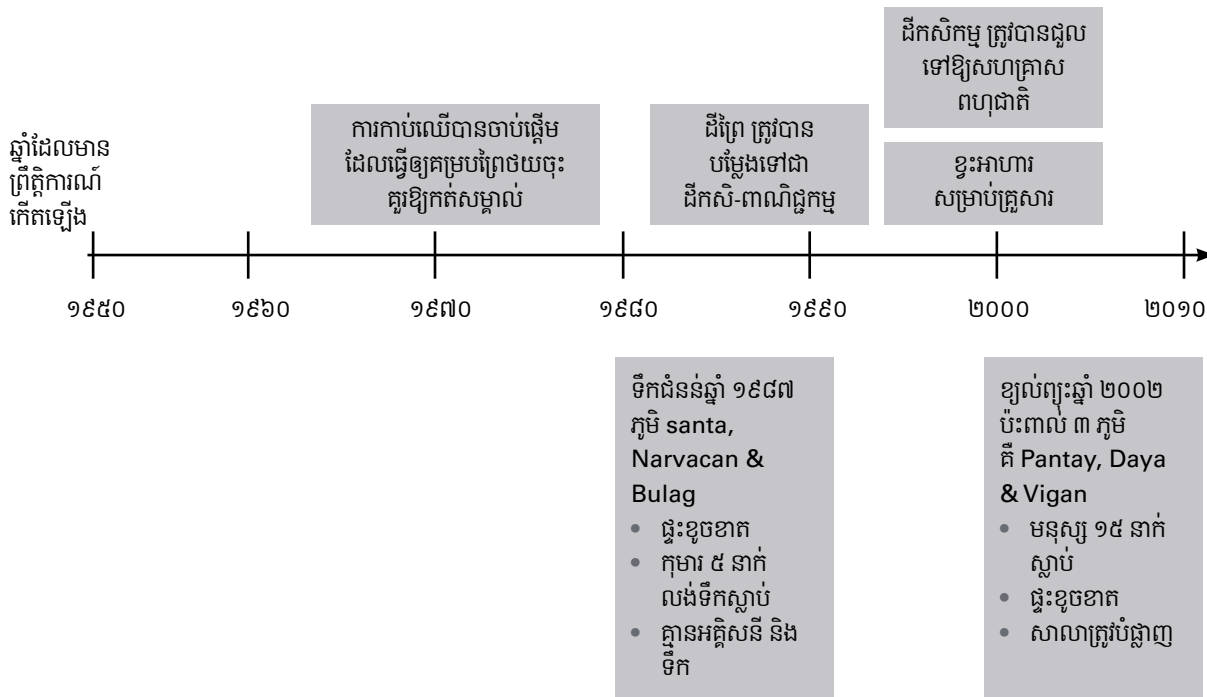 ដីកសិកម្ម ត្រូវបានជួល
ទៅឱ្យសហគ្រាស
ពហុជាតិ
ឆ្នាំដែលមាន
ព្រឹត្តិការណ៍
កើតឡើង
ការកាប់ឈើបានចាប់ផ្តើម
ដែលធ្វើឲ្យគម្របព្រៃថយចុះ
គួរឱ្យកត់សម្គាល់
ដីព្រៃ ត្រូវបាន
បម្លែងទៅជា
ដីកសិ-ពាណិជ្ជកម្ម
ខ្វះអាហារ
សម្រាប់គ្រួសារ
១៩៥០
១៩៦០
១៩៧០
១៩៨០
១៩៩០
២០០០
២០១០
ទឹកជំនន់ឆ្នាំ ១៩៨៧
ភូមិ santa,
Narvacan &
Bulag
• ផ្ទះខូចខាត
• កុមារ ៥ នាក់
លង់ទឹកស្លាប់
• គ្មានអគ្គិសនី និង
ទឹក
ខ្យល់ព្យុះឆ្នាំ ២០០២
ប៉ះពាល់ ៣ ភូមិ
គឺ Pantay, Daya
& Vigan
• មនុស្ស ១៥ នាក់
ស្លាប់
• ផ្ទះខូចខាត
• សាលាត្រូវបំផ្លាញ